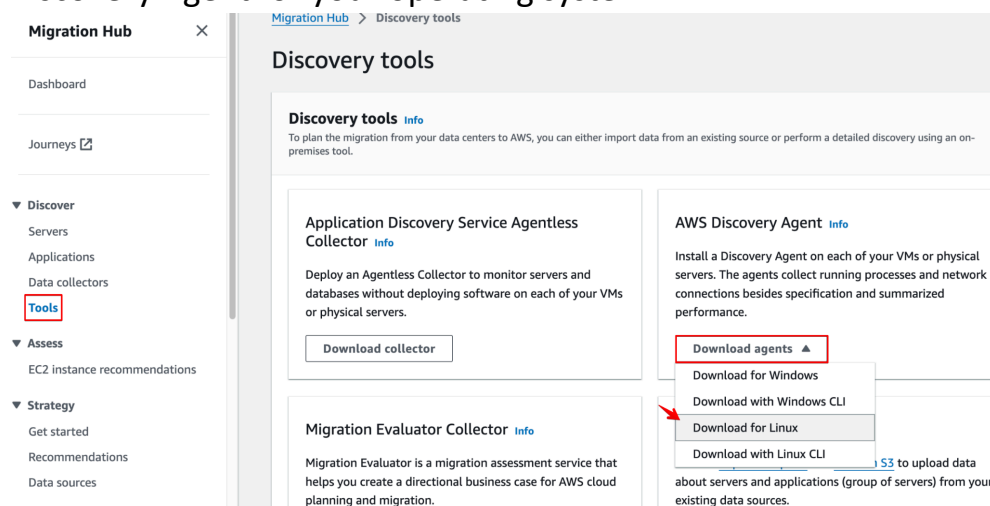 Migration Hub
Dashboard
Journeys
Discover
Servers
Applications
Data collectors
Tools
Assess
EC2 instance recommendations
Strategy
Get started
Recommendations
Data sources
Migration Hub > Discovery tools
Discovery tools
Discovery tools Info
To plan the migration from your data centers to AWS, you can either import data from an existing source or perform a detailed discovery using an on-
premises tool.
Application Discovery Service Agentless
Collector Info
Deploy an Agentless Collector to monitor servers and
databases without deploying software on each of your VMs
or physical servers.
Download collector
AWS Discovery Agent Info
Install a Discovery Agent on each of your VMs or physical
servers. The agents collect running processes and network
connections besides specification and summarized
performance.
Download agents
Download for Windows
Download with Windows CLI
Download for Linux
Download with Linux CLI
Migration Evaluator Collector Info
Migration Evaluator is a migration assessment service that
helps you create a directional business case for AWS cloud
planning and migration.
S3 to upload data
about servers and applications (group of servers) from your
existing data sources.